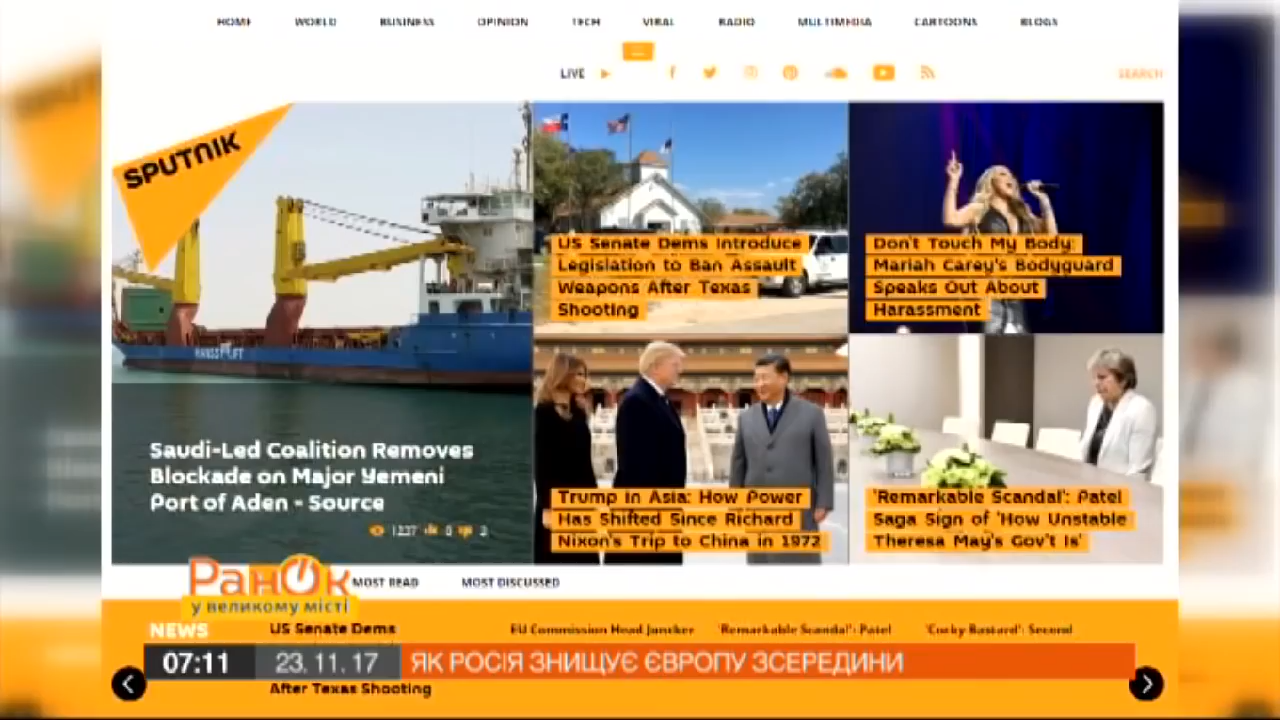 HOME WORLD BUSINESS OPINION TECH VIRAL RADIO MULTIMEDIA CARTOONS BLOGS
LIVE
SEARCH
SPUTNIK
US Senate Dems Introduce
Legislation to Ban Assault
Weapons After Texas
Shooting
Don't Touch My Body:
Mariah Carey's Bodyguard
Speaks Out About
Harassment
Saudi-Led Coalition Removes
Blockade on Major Yemeni
Port of Aden - Source
Trump in Asia: How Power
Has Shifted Since Richard
Nixon's Trip to China in 1972
'Remarkable Scandal': Patel
Saga Sign of 'How Unstable
Theresa May's Gov't Is'
РанОк
у великому місті
MOST READ MOST DISCUSSED
NEWS
US Senate Dems
EU Commission Head Juncker
'Remarkable Scandal': Patel
'Cocky Bastard': Second
07:11 23.11.17 ЯК РОСІЯ ЗНИЩУЄ ЄВРОПУ ЗСЕРЕДИНИ
After Texas Shooting